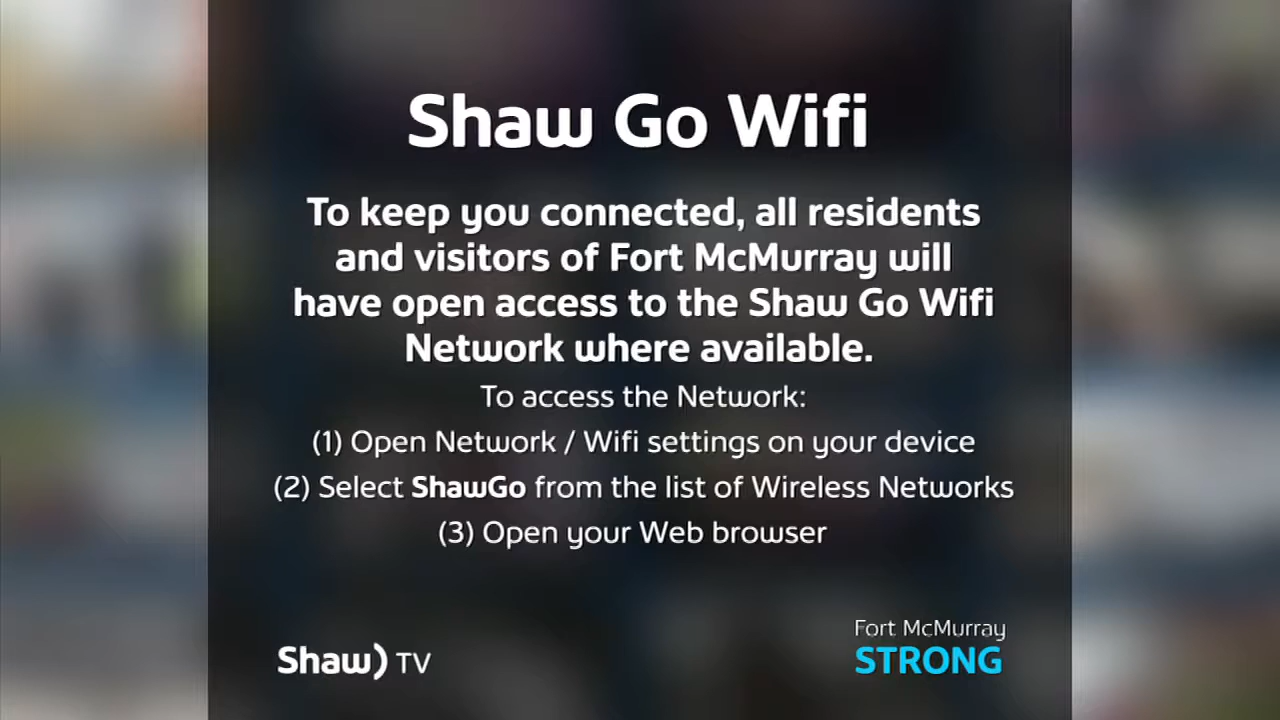 Shaw Go Wifi
To keep you connected, all residents
and visitors of Fort McMurray will
have open access to the Shaw Go Wifi
Network where available.
To access the Network:
(1) Open Network / Wifi settings on your device
(2) Select ShawGo from the list of Wireless Networks
(3) Open your Web browser
Shaw) TV
Fort McMurray
STRONG